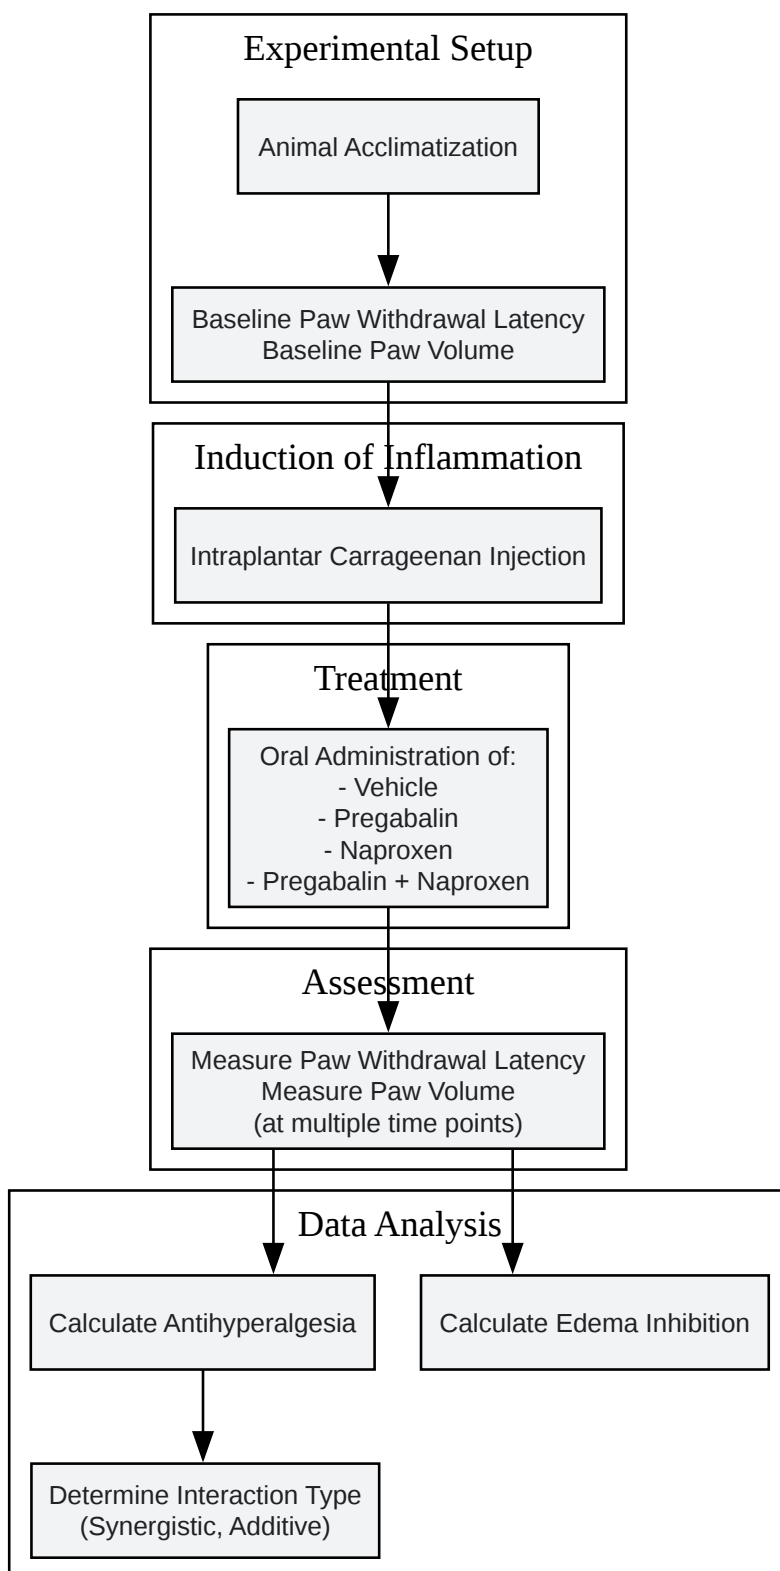 Experimental Setup
Animal Acclimatization
Baseline Paw Withdrawal Latency
Baseline Paw Volume
Induction of Inflammation
Intraplantar Carrageenan Injection
Treatment
Oral Administration of:
- Vehicle
- Pregabalin
- Naproxen
- Pregabalin + Naproxen
Assessment
Measure Paw Withdrawal Latency
Measure Paw Volume
(at multiple time points)
Data Analysis
Calculate Antihyperalgesia
Calculate Edema Inhibition
Determine Interaction Type
(Synergistic, Additive)